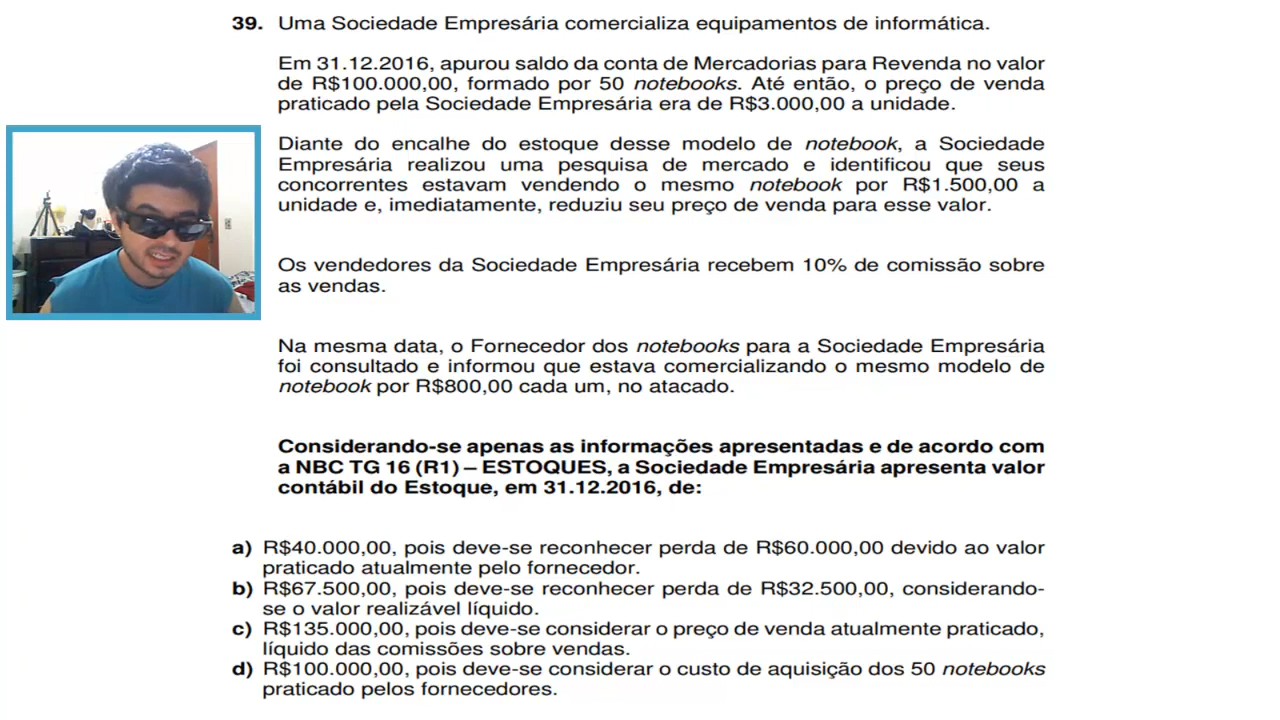 39. Uma Sociedade Empresária comercializa equipamentos de informática.
Em 31.12.2016, apurou saldo da conta de Mercadorias para Revenda no valor
de R$100.000,00, formado por 50 notebooks. Até então, o preço de venda
praticado pela Sociedade Empresária era de R$3.000,00 a unidade.
Diante do encalhe do estoque desse modelo de notebook, a Sociedade
Empresária realizou uma pesquisa de mercado e identificou que seus
concorrentes estavam vendendo o mesmo notebook por R$1.500,00 a
unidade e, imediatamente, reduziu seu preço de venda para esse valor.
Os vendedores da Sociedade Empresária recebem 10% de comissão sobre
as vendas.
Na mesma data, o Fornecedor dos notebooks para a Sociedade Empresária
foi consultado e informou que estava comercializando o mesmo modelo de
notebook por R$800,00 cada um, no atacado.
Considerando-se apenas as informações apresentadas e de acordo com
a NBC TG 16 (R1) – ESTOQUES, a Sociedade Empresária apresenta valor
contábil do Estoque, em 31.12.2016, de:
a) R$40.000,00, pois deve-se reconhecer perda de R$60.000,00 devido ao valor
praticado atualmente pelo fornecedor.
b) R$67.500,00, pois deve-se reconhecer perda de R$32.500,00, considerando-
se o valor realizável líquido.
c) R$135.000,00, pois deve-se considerar o preço de venda atualmente praticado,
líquido das comissões sobre vendas.
d) R$100.000,00, pois deve-se considerar o custo de aquisição dos 50 notebooks
praticado pelos fornecedores.